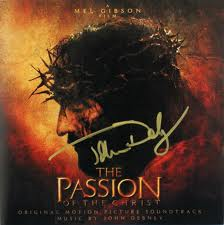 A
MEL GIBSON
FILM
THE
PASSION
OF THE CHRIST
ORIGINAL MOTION PICTURE SOUNDTRACK
MUSIC BY JOHN DEBNEY